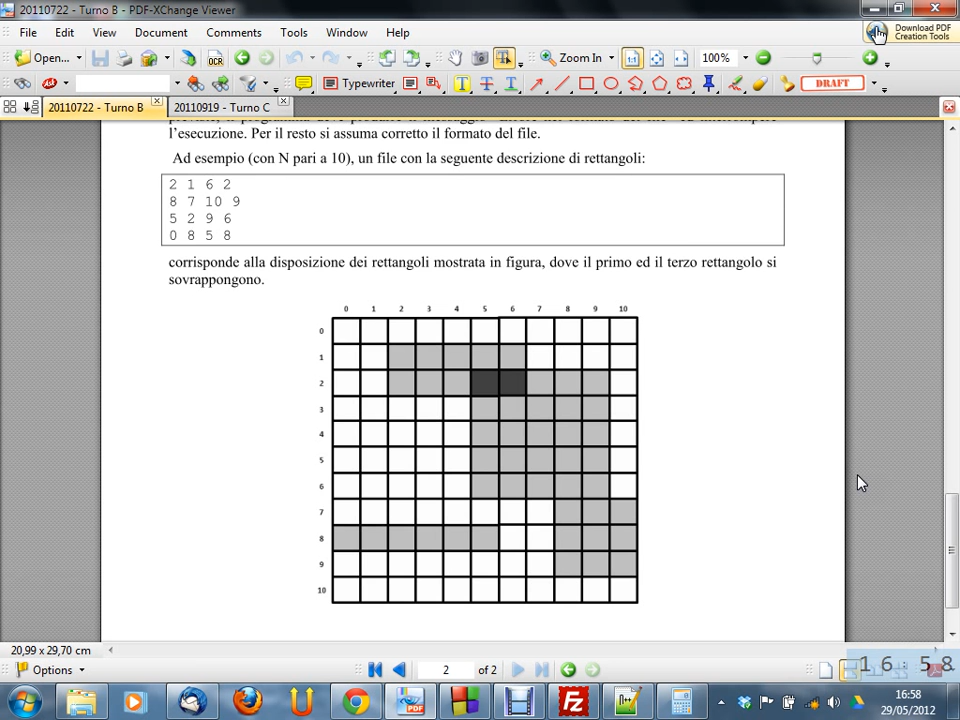 20110722 - Turno B - PDF-XChange Viewer
File Edit View Document Comments Tools Window Help
Download PDF
Creation Tools
Open... OCR Zoom In 1:1 100%
Typewriter T T T DRAFT
20110722 - Turno B 20110919 - Turno C
l'esecuzione. Per il resto si assuma corretto il formato del file.
Ad esempio (con N pari a 10), un file con la seguente descrizione di rettangoli:
2 1 6 2
8 7 10 9
5 2 9 6
0 8 5 8
corrisponde alla disposizione dei rettangoli mostrata in figura, dove il primo ed il terzo rettangolo si
sovrappongono.
0 1 2 3 4 5 6 7 8 9 10
0
1
2
3
4
5
6
7
8
9
10
20,99 x 29,70 cm
Options 2 of 2
16:58
PDF
16:58
29/05/2012